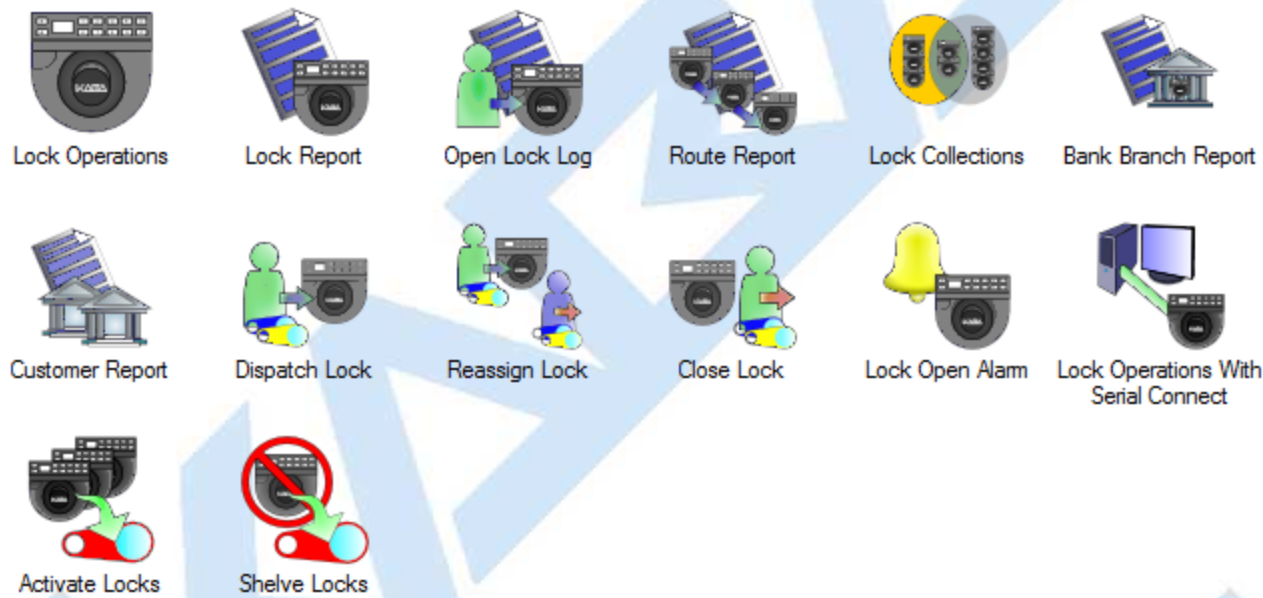 Lock Operations
Lock Report
Open Lock Log
Route Report
Lock Collections
Bank Branch Report
Customer Report
Dispatch Lock
Reassign Lock
Close Lock
Lock Open Alarm
Lock Operations With
Serial Connect
Activate Locks
Shelve Locks
KABA